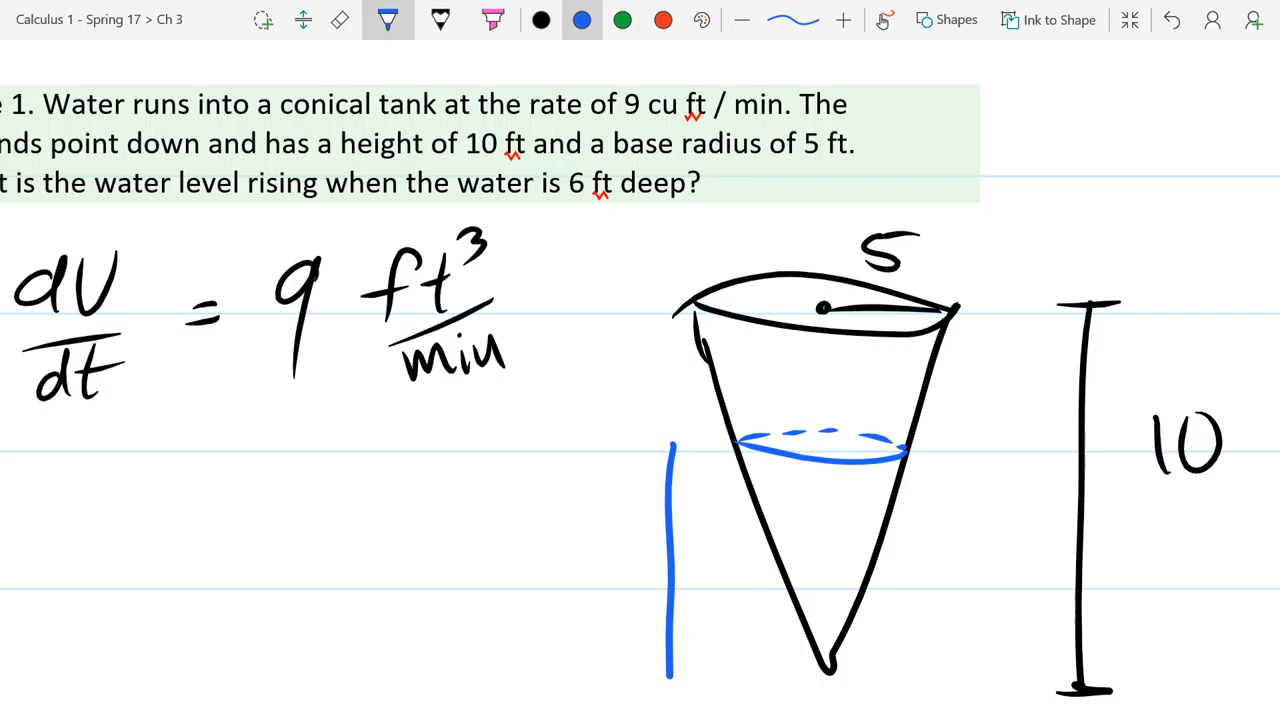 Calculus 1 - Spring 17 > Ch 3
Shapes
Ink to Shape
e 1. Water runs into a conical tank at the rate of 9 cu ft / min. The
nds point down and has a height of 10 ft and a base radius of 5 ft.
t is the water level rising when the water is 6 ft deep?
dV/dt = 9 ft³/min
5
10